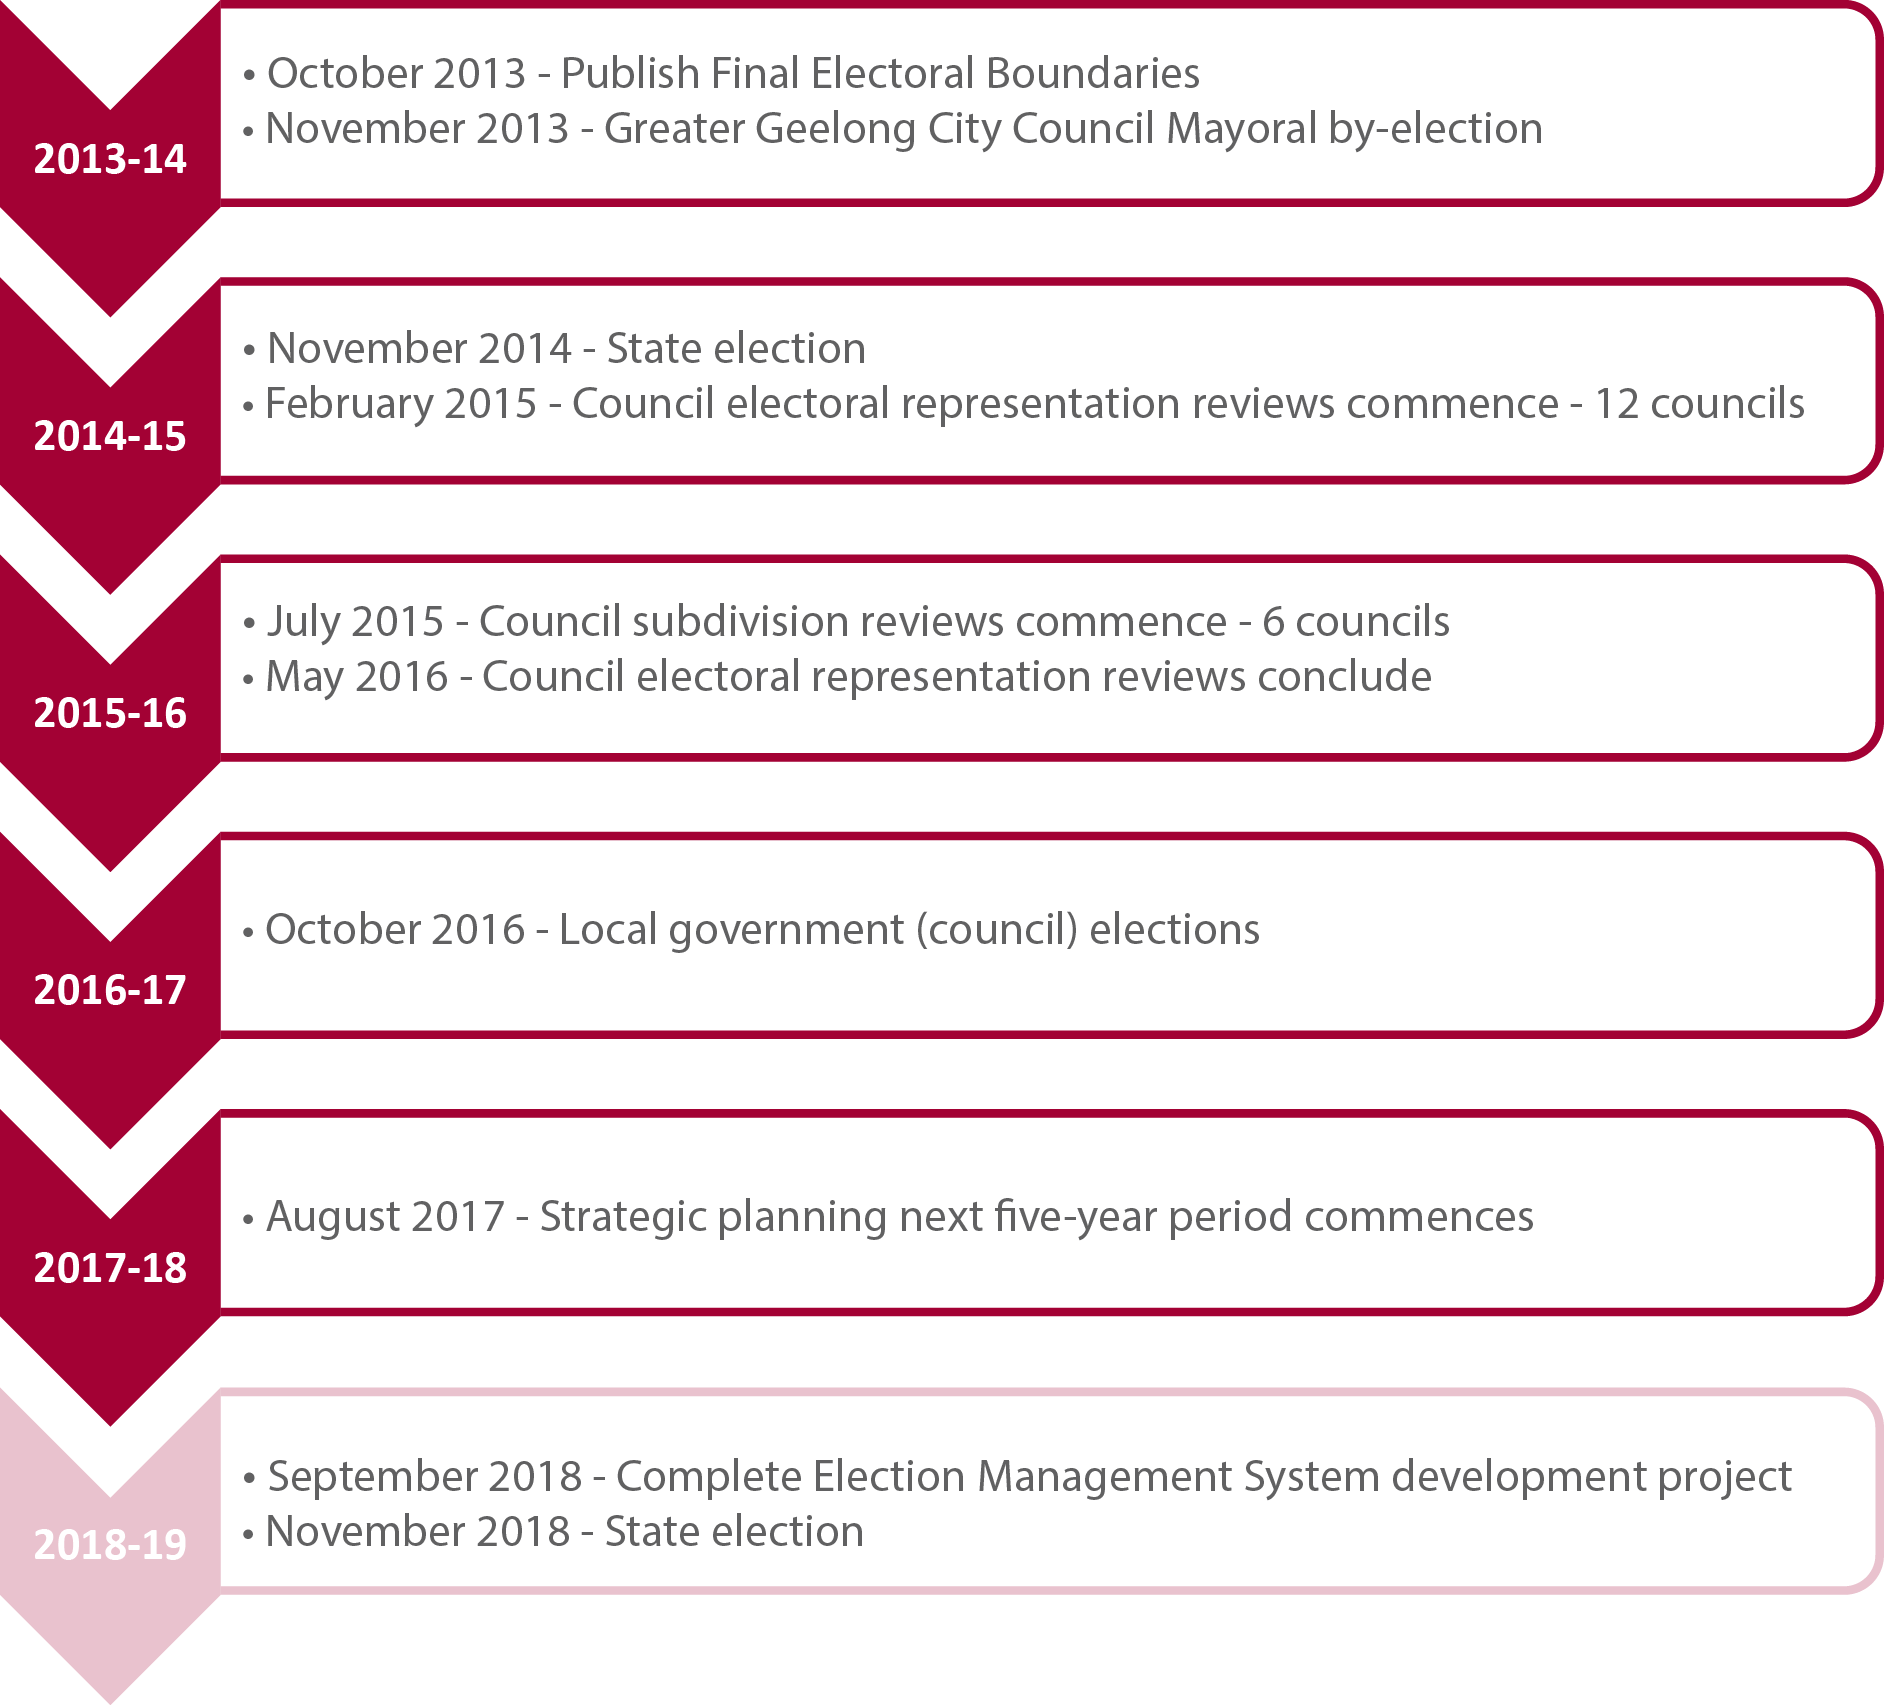 2013-14
• October 2013 - Publish Final Electoral Boundaries
• November 2013 - Greater Geelong City Council Mayoral by-election
2014-15
• November 2014 - State election
• February 2015 - Council electoral representation reviews commence - 12 councils
2015-16
• July 2015 - Council subdivision reviews commence - 6 councils
• May 2016 - Council electoral representation reviews conclude
2016-17
• October 2016 - Local government (council) elections
2017-18
• August 2017 - Strategic planning next five-year period commences
2018-19
• September 2018 - Complete Election Management System development project
• November 2018 - State election